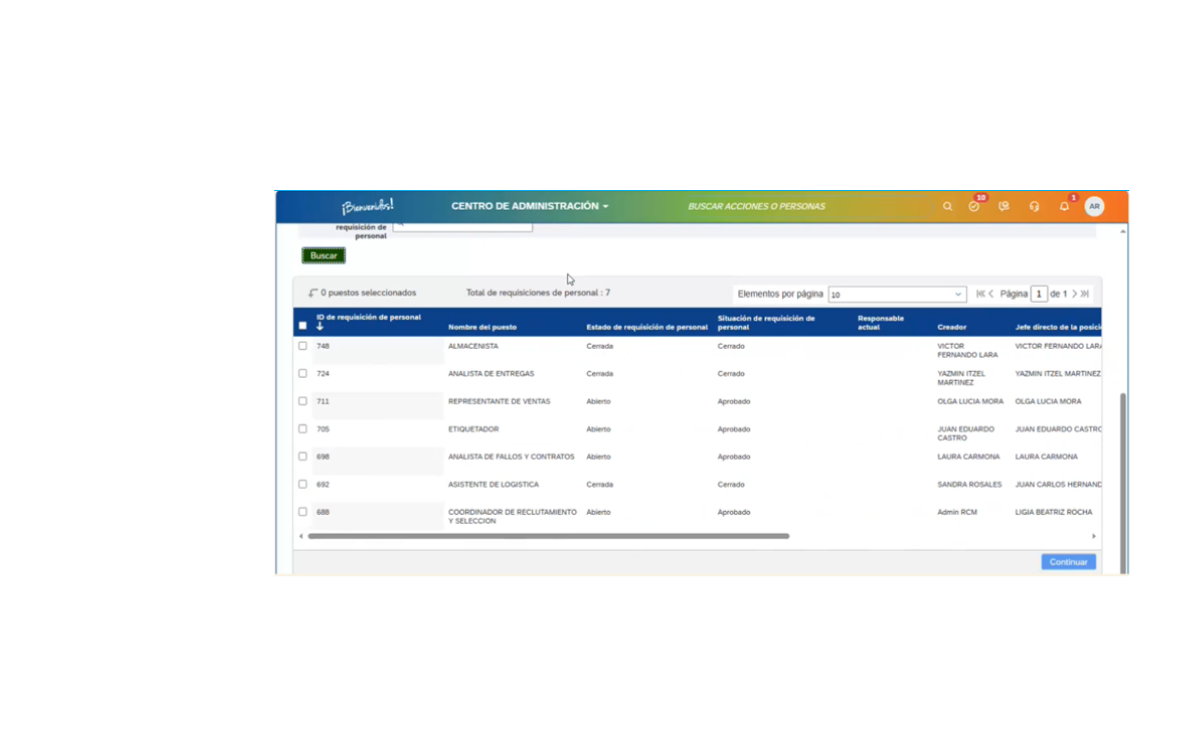 ¡Bienvenidos!
CENTRO DE ADMINISTRACIÓN
BUSCAR ACCIONES O PERSONAS
10
1
AR
requisición de
personal
Buscar
0 puestos seleccionados
Total de requisiciones de personal : 7
Elementos por página 10
Página 1 de 1
ID de requisición de personal
Nombre del puesto
Estado de requisición de personal
Situación de requisición de
personal
Responsable
actual
Creador
Jefe directo de la posici
748 ALMACENISTA Cerrada Cerrado VICTOR VICTOR FERNANDO LARA
FERNANDO LARA
724 ANALISTA DE ENTREGAS Cerrada Cerrado YAZMIN ITZEL YAZMIN ITZEL MARTINEZ
MARTINEZ
711 REPRESENTANTE DE VENTAS Abierto Aprobado OLGA LUCIA MORA OLGA LUCIA MORA
705 ETIQUETADOR Abierto Aprobado JUAN EDUARDO JUAN EDUARDO CASTRO
CASTRO
698 ANALISTA DE FALLOS Y CONTRATOS Abierto Aprobado LAURA CARMONA LAURA CARMONA
692 ASISTENTE DE LOGISTICA Cerrada Cerrado SANDRA ROSALES JUAN CARLOS HERNAND
688 COORDINADOR DE RECLUTAMIENTO Abierto Aprobado Admin RCM LIGIA BEATRIZ ROCHA
Y SELECCION
Continuar